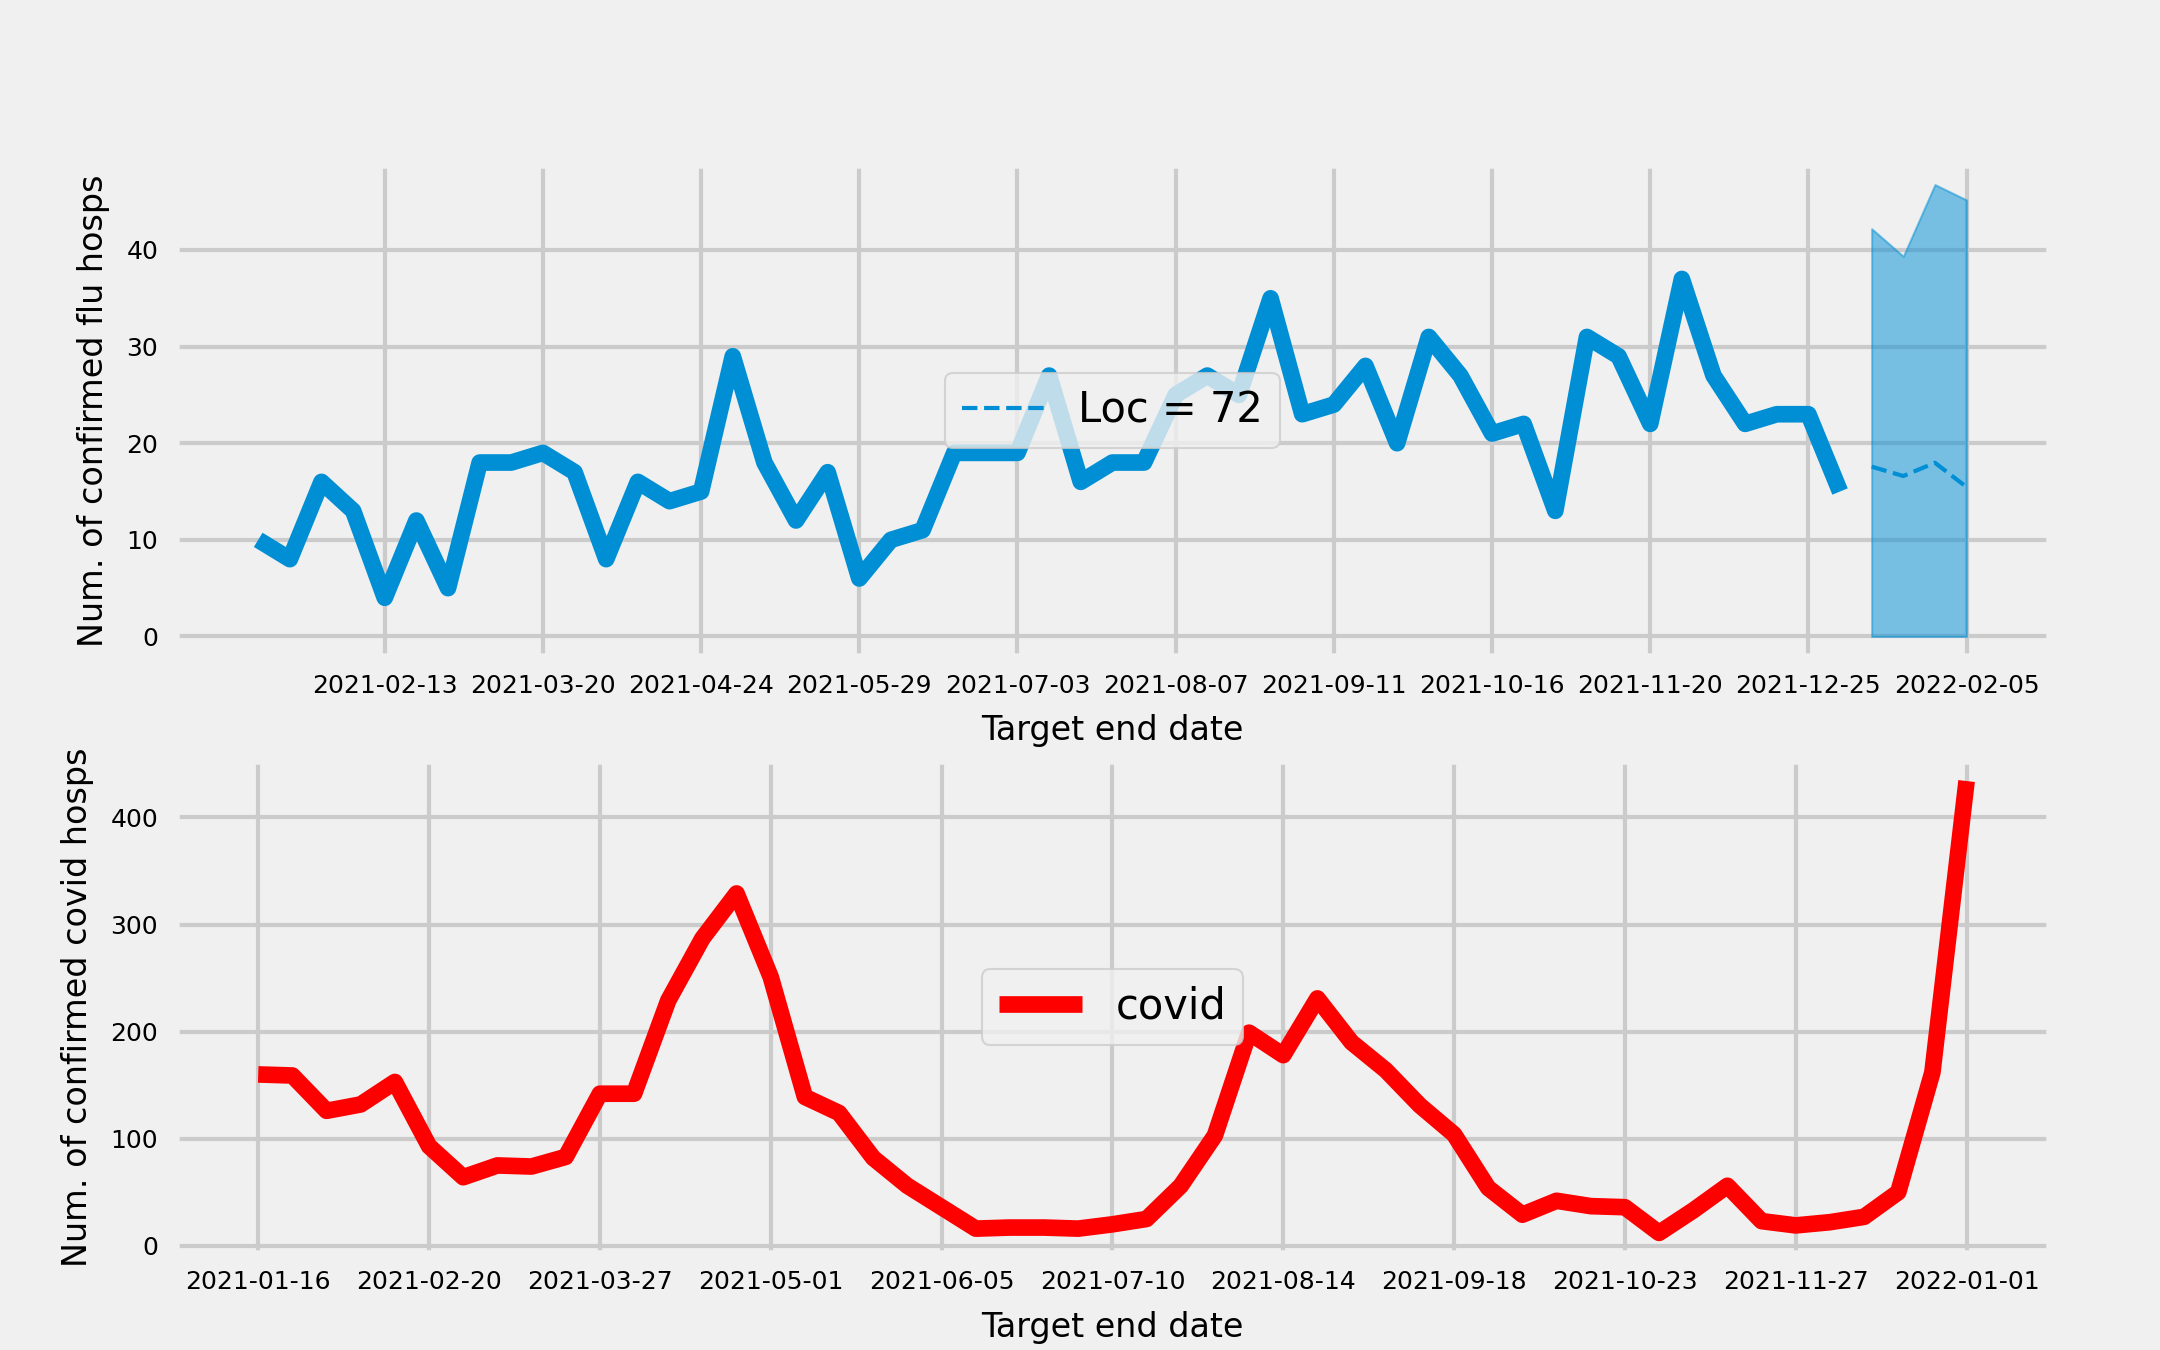 Num. of confirmed flu hosps
40
30
20
10
0
Loc = 72
2021-02-13 2021-03-20 2021-04-24 2021-05-29 2021-07-03 2021-08-07 2021-09-11 2021-10-16 2021-11-20 2021-12-25 2022-02-05
Target end date
Num. of confirmed covid hosps
400
300
200
100
0
covid
2021-01-16 2021-02-20 2021-03-27 2021-05-01 2021-06-05 2021-07-10 2021-08-14 2021-09-18 2021-10-23 2021-11-27 2022-01-01
Target end date